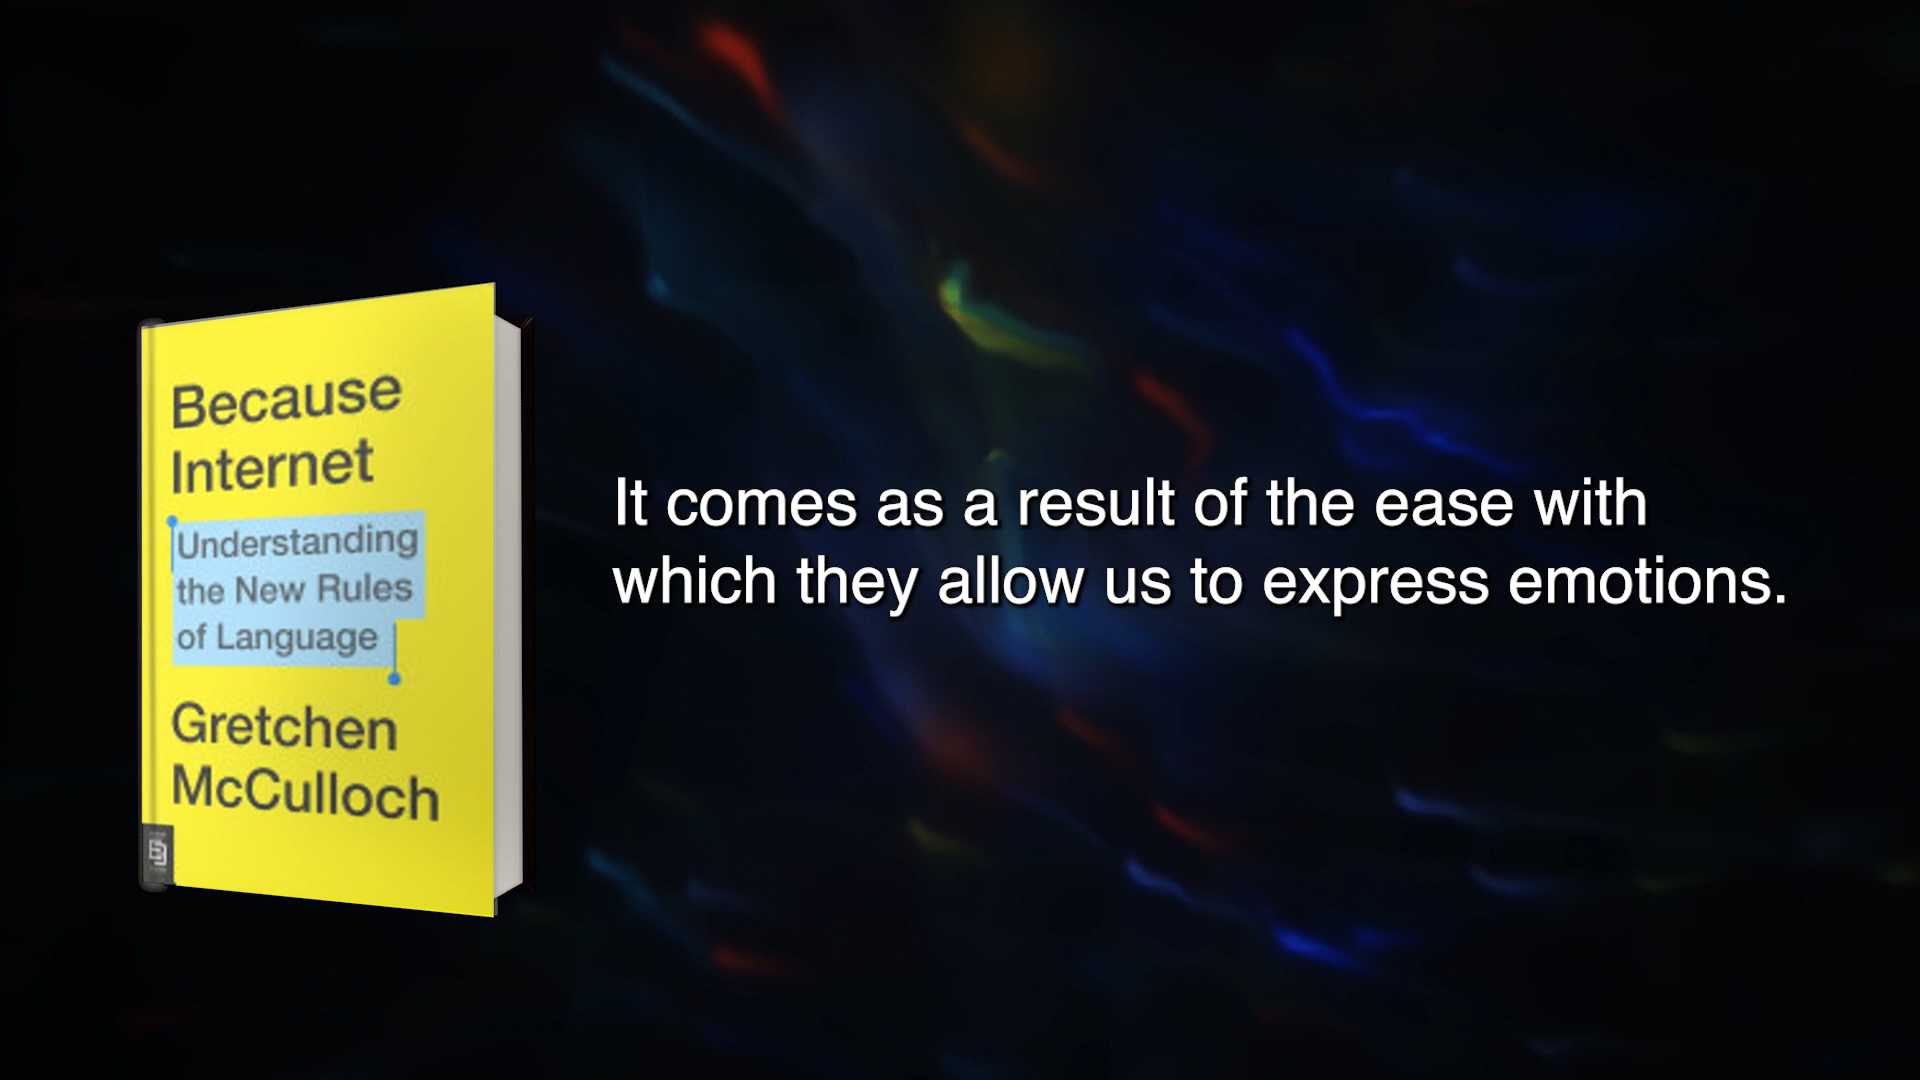 Because
Internet
Understanding
the New Rules
of Language
Gretchen
McCulloch
It comes as a result of the ease with
which they allow us to express emotions.